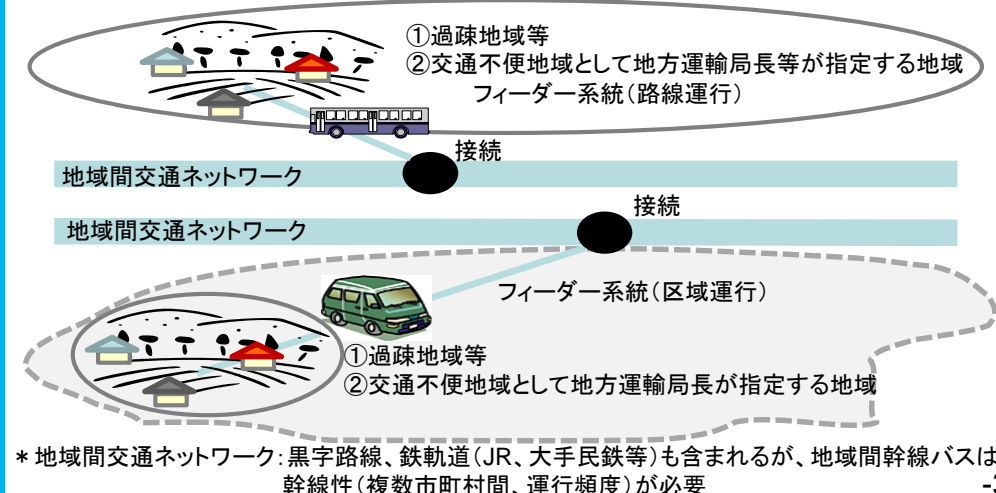 ①過疎地域等
②交通不便地域として地方運輸局長等が指定する地域
フィーダー系統(路線運行)
接続
地域間交通ネットワーク
接続
地域間交通ネットワーク
フィーダー系統(区域運行)
①過疎地域等
②交通不便地域として地方運輸局長が指定する地域
*地域間交通ネットワーク:黒字路線、鉄軌道(JR、大手民鉄等)も含まれるが、地域間幹線バスは
幹線性(複数市町村間、運行頻度)が必要